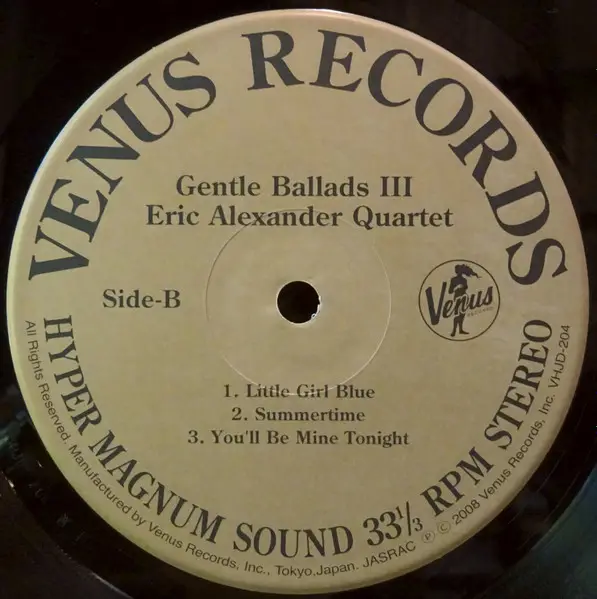 VENUS RECORDS
Gentle Ballads III
Eric Alexander Quartet
Side-B
Venus
RECORDS
1. Little Girl Blue
2. Summertime
3. You'll Be Mine Tonight
HYPER MAGNUM SOUND 33⅓ RPM STEREO
All Rights Reserved. Manufactured by Venus Records, Inc., Tokyo,Japan. JASRAC ℗ © 2008 Venus Records, Inc. VHJD-204